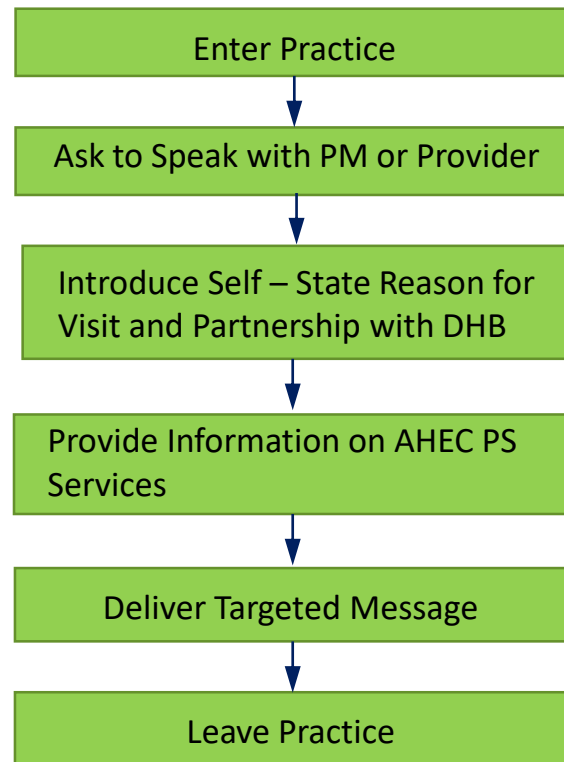 Enter Practice
Ask to Speak with PM or Provider
Introduce Self – State Reason for
Visit and Partnership with DHB
Provide Information on AHEC PS
Services
Deliver Targeted Message
Leave Practice